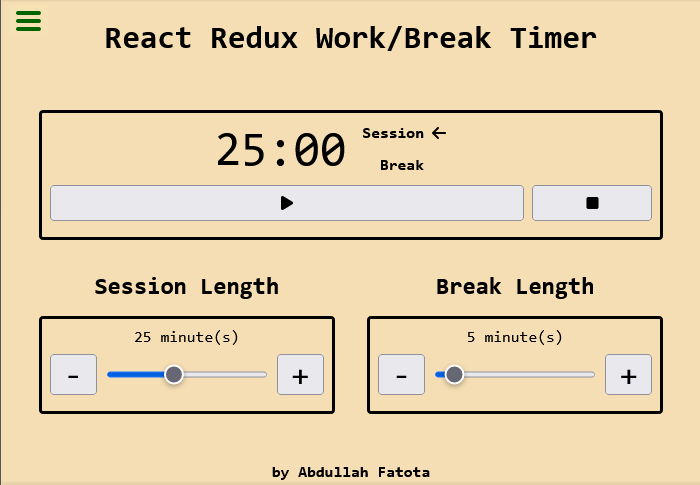 React Redux Work/Break Timer
25:00
Session ←
Break
Session Length
25 minute(s)
- +
Break Length
5 minute(s)
- +
by Abdullah Fatota